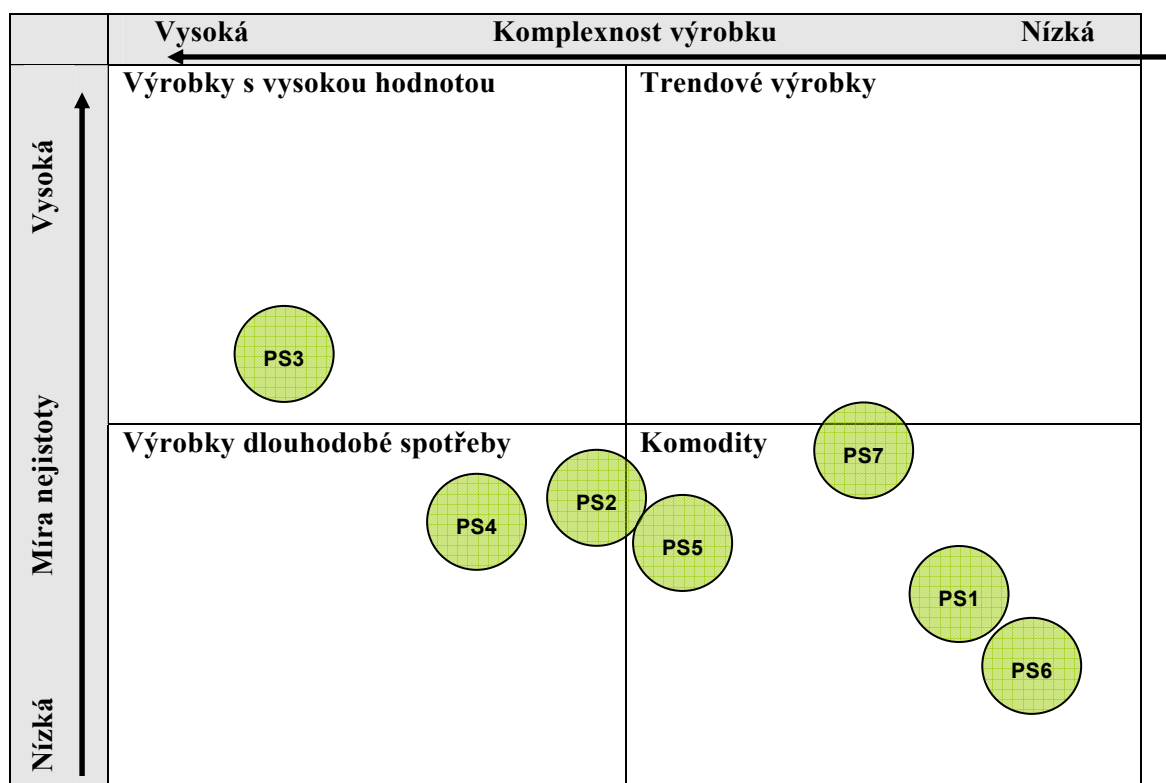 Vysoká Komplexnost výrobku Nízká
Výrobky s vysokou hodnotou
Trendové výrobky
Vysoká
PS3
Výrobky dlouhodobé spotřeby
Komodity
Míra nejistoty
PS7
PS2
PS4
PS5
PS1
PS6
Nízká